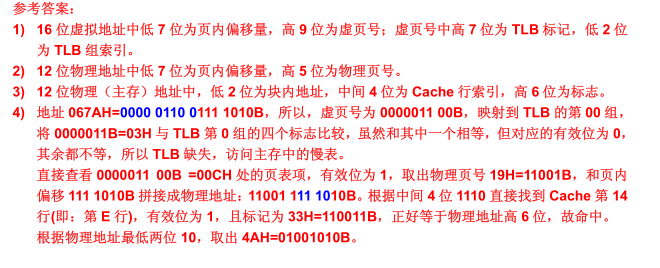 参考答案：
1) 16 位虚拟地址中低 7 位为页内偏移量，高 9 位为虚页号；虚页号中高 7 位为 TLB 标记，低 2 位
为 TLB 组索引。
2) 12 位物理地址中低 7 位为页内偏移量，高 5 位为物理页号。
3) 12 位物理（主存）地址中，低 2 位为块内地址，中间 4 位为 Cache 行索引，高 6 位为标志。
4) 地址 067AH=0000 0110 0111 1010B，所以，虚页号为 0000011 00B，映射到 TLB 的第 00 组，
将 0000011B=03H 与 TLB 第 0 组的四个标志比较，虽然和其中一个相等，但对应的有效位为 0，
其余都不等，所以 TLB 缺失，访问主存中的慢表。
直接查看 0000011 00B =00CH 处的页表项，有效位为 1，取出物理页号 19H=11001B，和页内
偏移 111 1010B 拼接成物理地址：11001 111 1010B。根据中间 4 位 1110 直接找到 Cache 第 14
行(即：第 E 行)，有效位为 1，且标记为 33H=110011B，正好等于物理地址高 6 位，故命中。
根据物理地址最低两位 10，取出 4AH=01001010B。